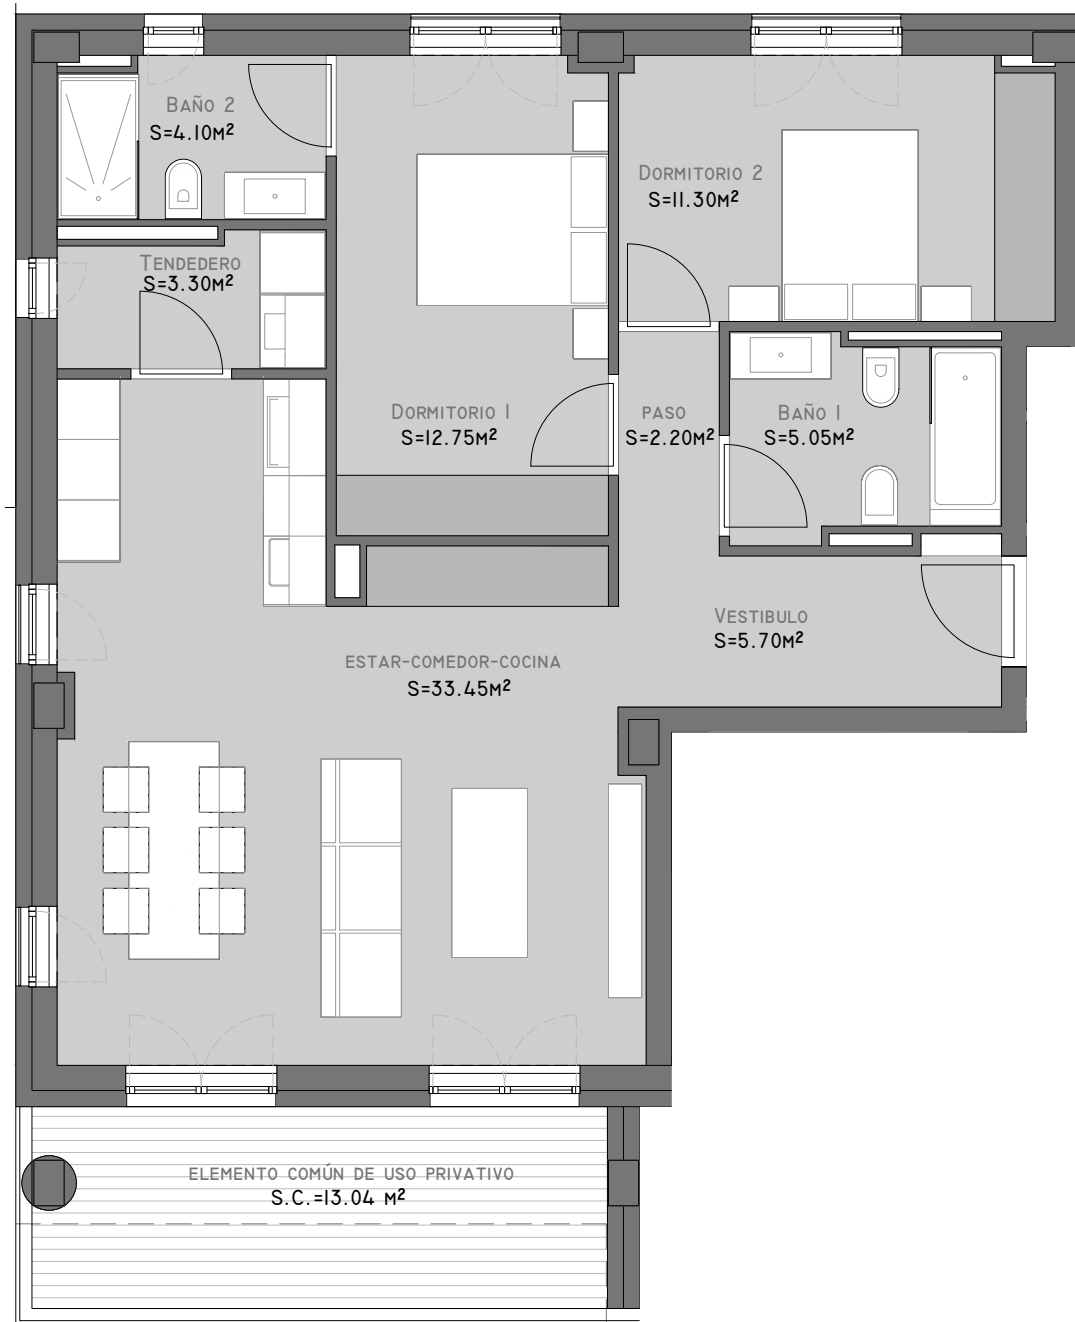 BAÑO 2
S=4.10M²
DORMITORIO 2
S=11.30M²
TENDEDERO
S=3.30M²
DORMITORIO 1
S=12.75M²
PASO
S=2.20M²
BAÑO 1
S=5.05M²
VESTIBULO
S=5.70M²
ESTAR-COMEDOR-COCINA
S=33.45M²
ELEMENTO COMÚN DE USO PRIVATIVO
S.C.=13.04 M²